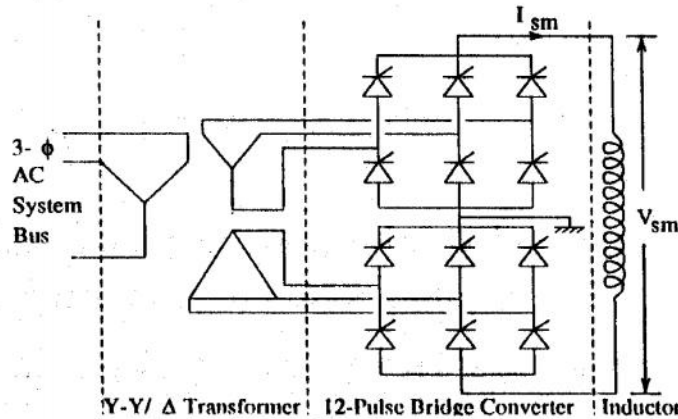 I sm
3- ϕ
AC
System
Bus
V sm
Y-Y/ Δ Transformer
12-Pulse Bridge Converter
Inductor